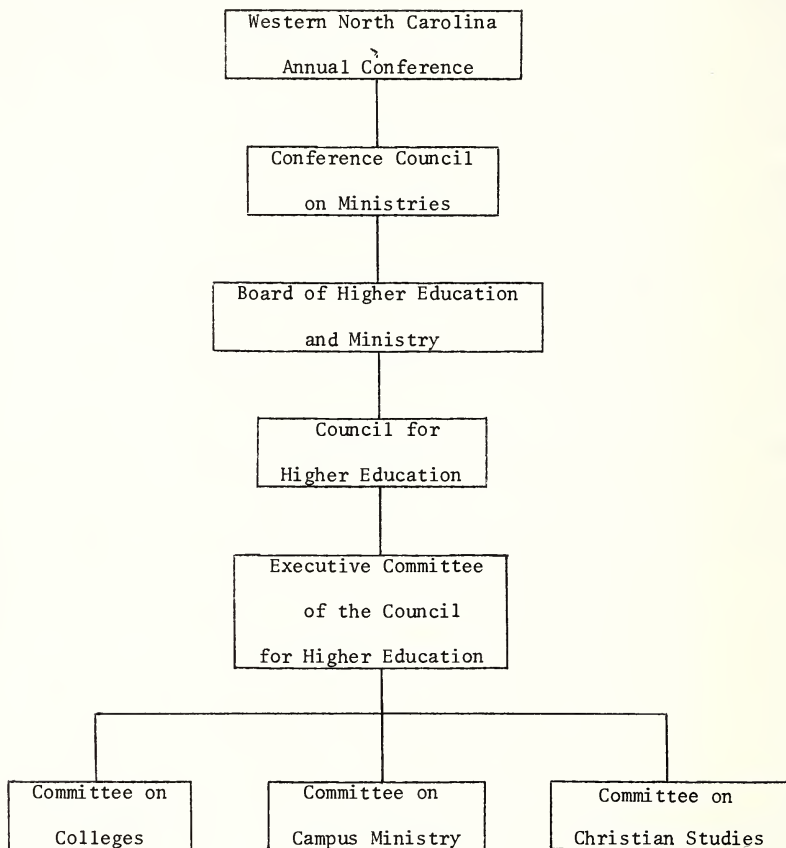 Western North Carolina
Annual Conference
Conference Council
on Ministries
Board of Higher Education
and Ministry
Council for
Higher Education
Executive Committee
of the Council
for Higher Education
Committee on
Colleges
Committee on
Campus Ministry
Committee on
Christian Studies